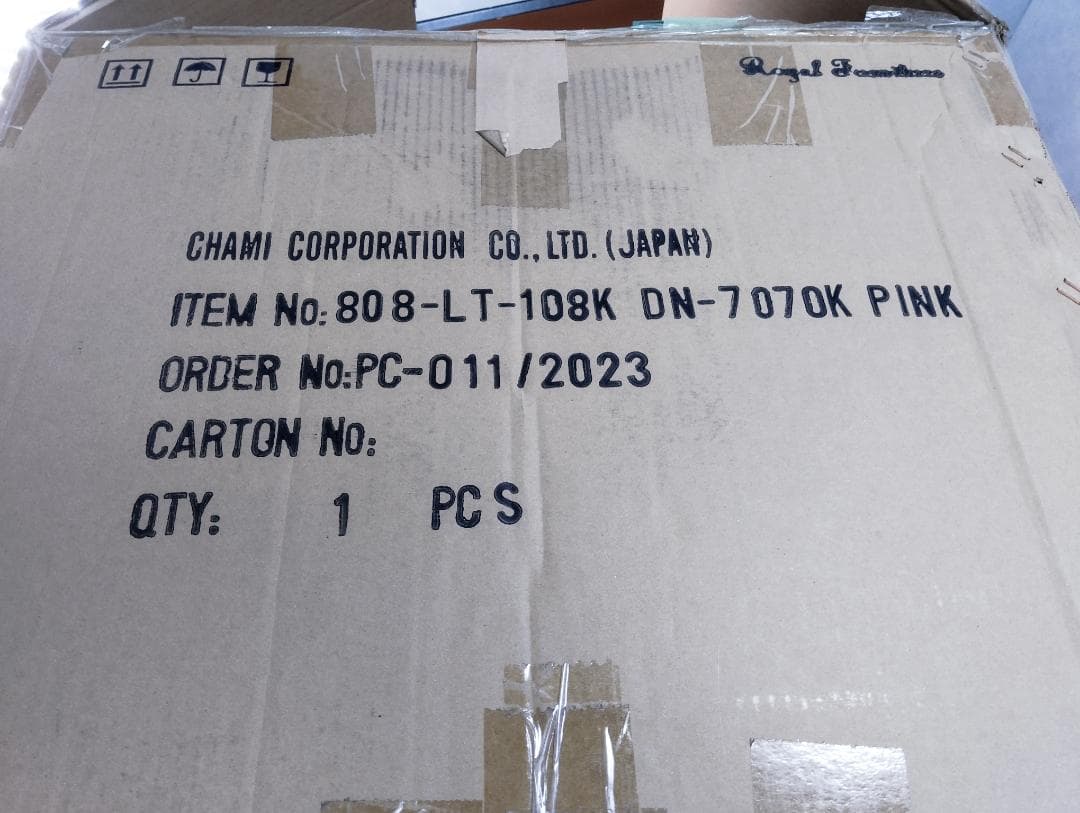 Royal Furniture
CHAMI CORPORATION CO.,LTD.(JAPAN)
ITEM No:808-LT-108K DN-7070K PINK
ORDER No:PC-011/2023
CARTON No:
QTY: 1 PCS